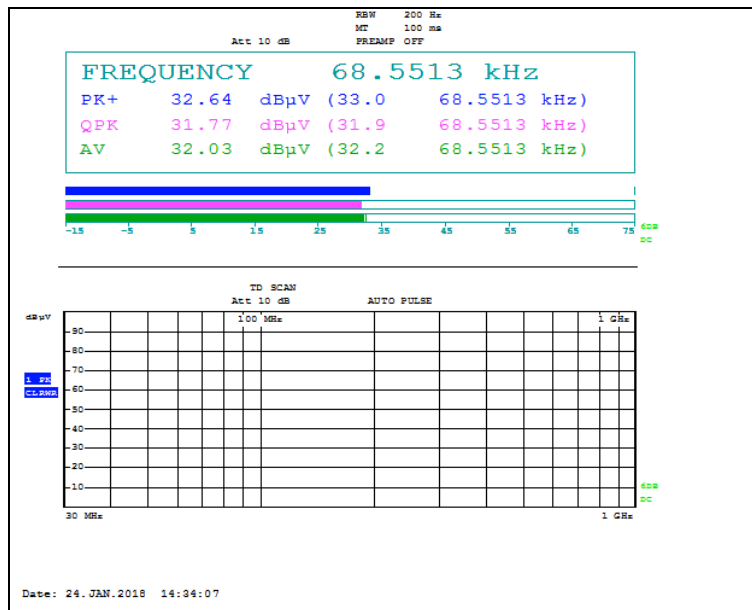 RBW 200 Hz
MT 100 ms
Att 10 dB PREAMP OFF
FREQUENCY 68.5513 kHz
PK+ 32.64 dBµV (33.0 68.5513 kHz)
QPK 31.77 dBµV (31.9 68.5513 kHz)
AV 32.03 dBµV (32.2 68.5513 kHz)
-15 -5 5 15 25 35 45 55 65 75
6DB
DC
TD SCAN
Att 10 dB AUTO PULSE
dBµV 100 MHz 1 GHz
90
80
70
1 PK
60
CLRWR
50
40
30
20
10
6DB
DC
30 MHz 1 GHz
Date: 24.JAN.2018 14:34:07